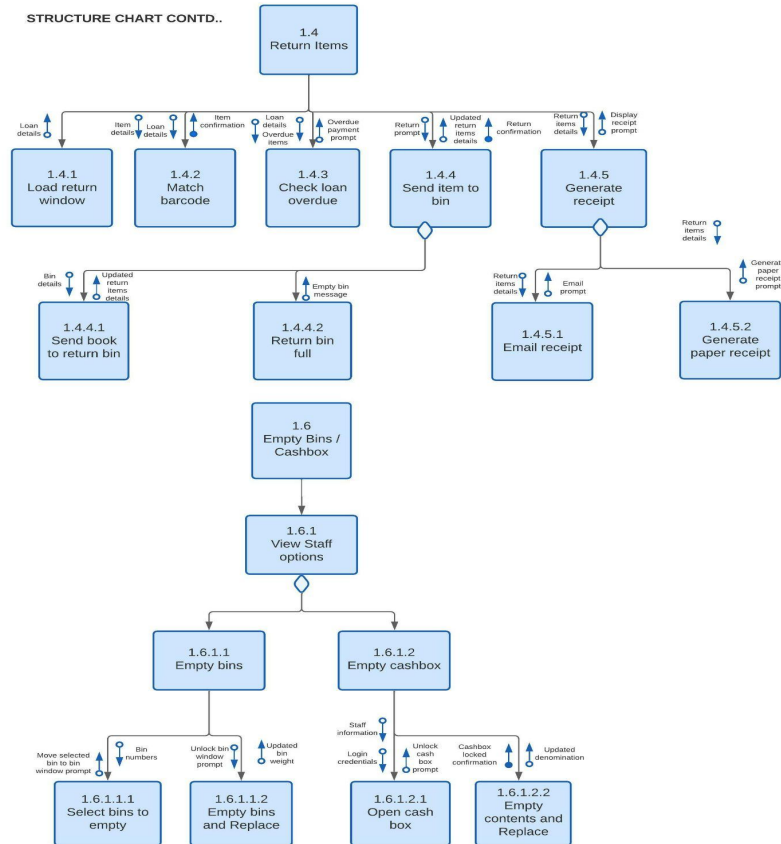 STRUCTURE CHART CONTD..
1.4
Return Items
Loan
details
Item
details
Loan
details
Item
confirmation
Loan
details
Overdue
items
Overdue
payment
prompt
Return
prompt
Updated
return
items
details
Return
confirmation
Return
items
details
Display
receipt
prompt
1.4.1
Load return
window
1.4.2
Match
barcode
1.4.3
Check loan
overdue
1.4.4
Send item to
bin
1.4.5
Generate
receipt
Return
items
details
Bin
details
Updated
return
items
details
Empty bin
message
Return
items
details
Email
prompt
Generat
paper
receipt
prompt
1.4.4.1
Send book
to return bin
1.4.4.2
Return bin
full
1.4.5.1
Email receipt
1.4.5.2
Generate
paper receipt
1.6
Empty Bins /
Cashbox
1.6.1
View Staff
options
1.6.1.1
Empty bins
1.6.1.2
Empty cashbox
Move selected
bin to bin
window prompt
Bin
numbers
Unlock bin
window
prompt
Updated
bin
weight
Staff
information
Login
credentials
Unlock
cash
box
prompt
Cashbox
locked
confirmation
Updated
denomination
1.6.1.1.1
Select bins to
empty
1.6.1.1.2
Empty bins
and Replace
1.6.1.2.1
Open cash
box
1.6.1.2.2
Empty
contents and
Replace